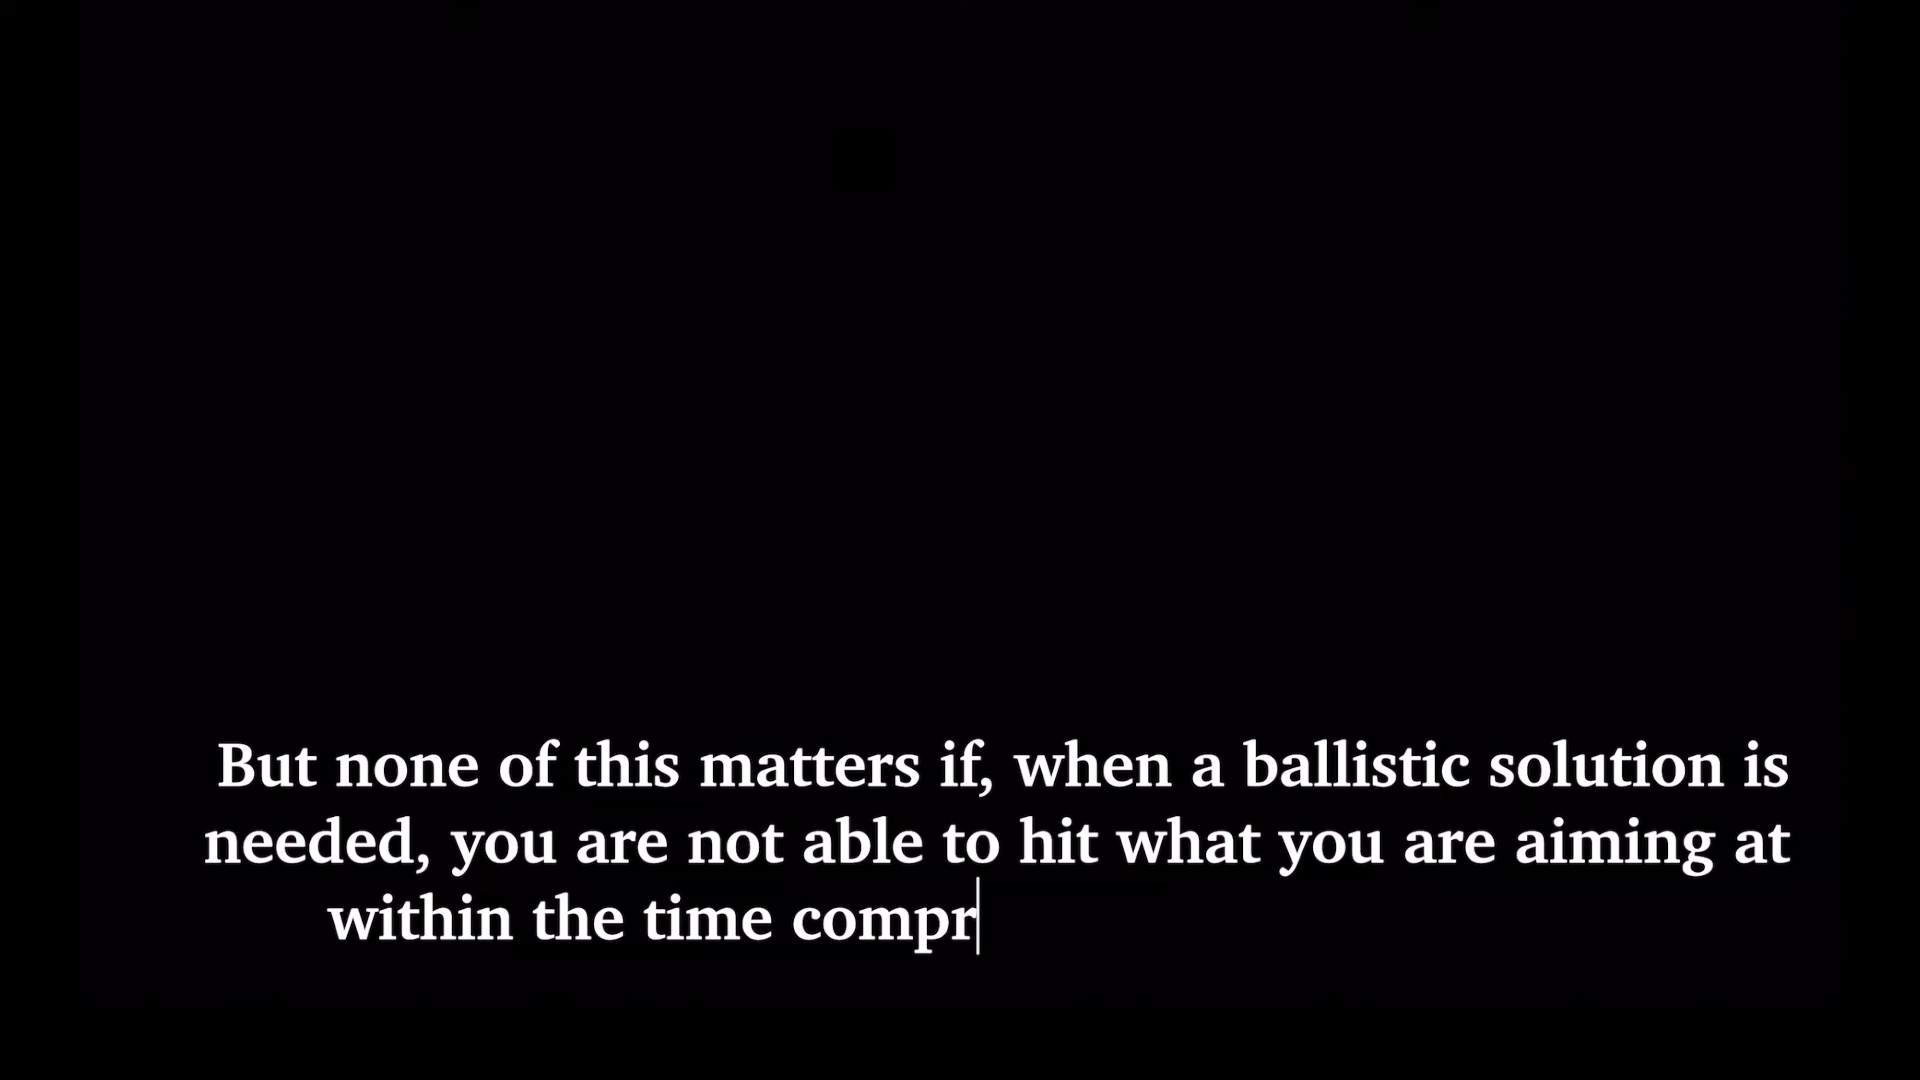 But none of this matters if, when a ballistic solution is
needed, you are not able to hit what you are aiming at
within the time compr